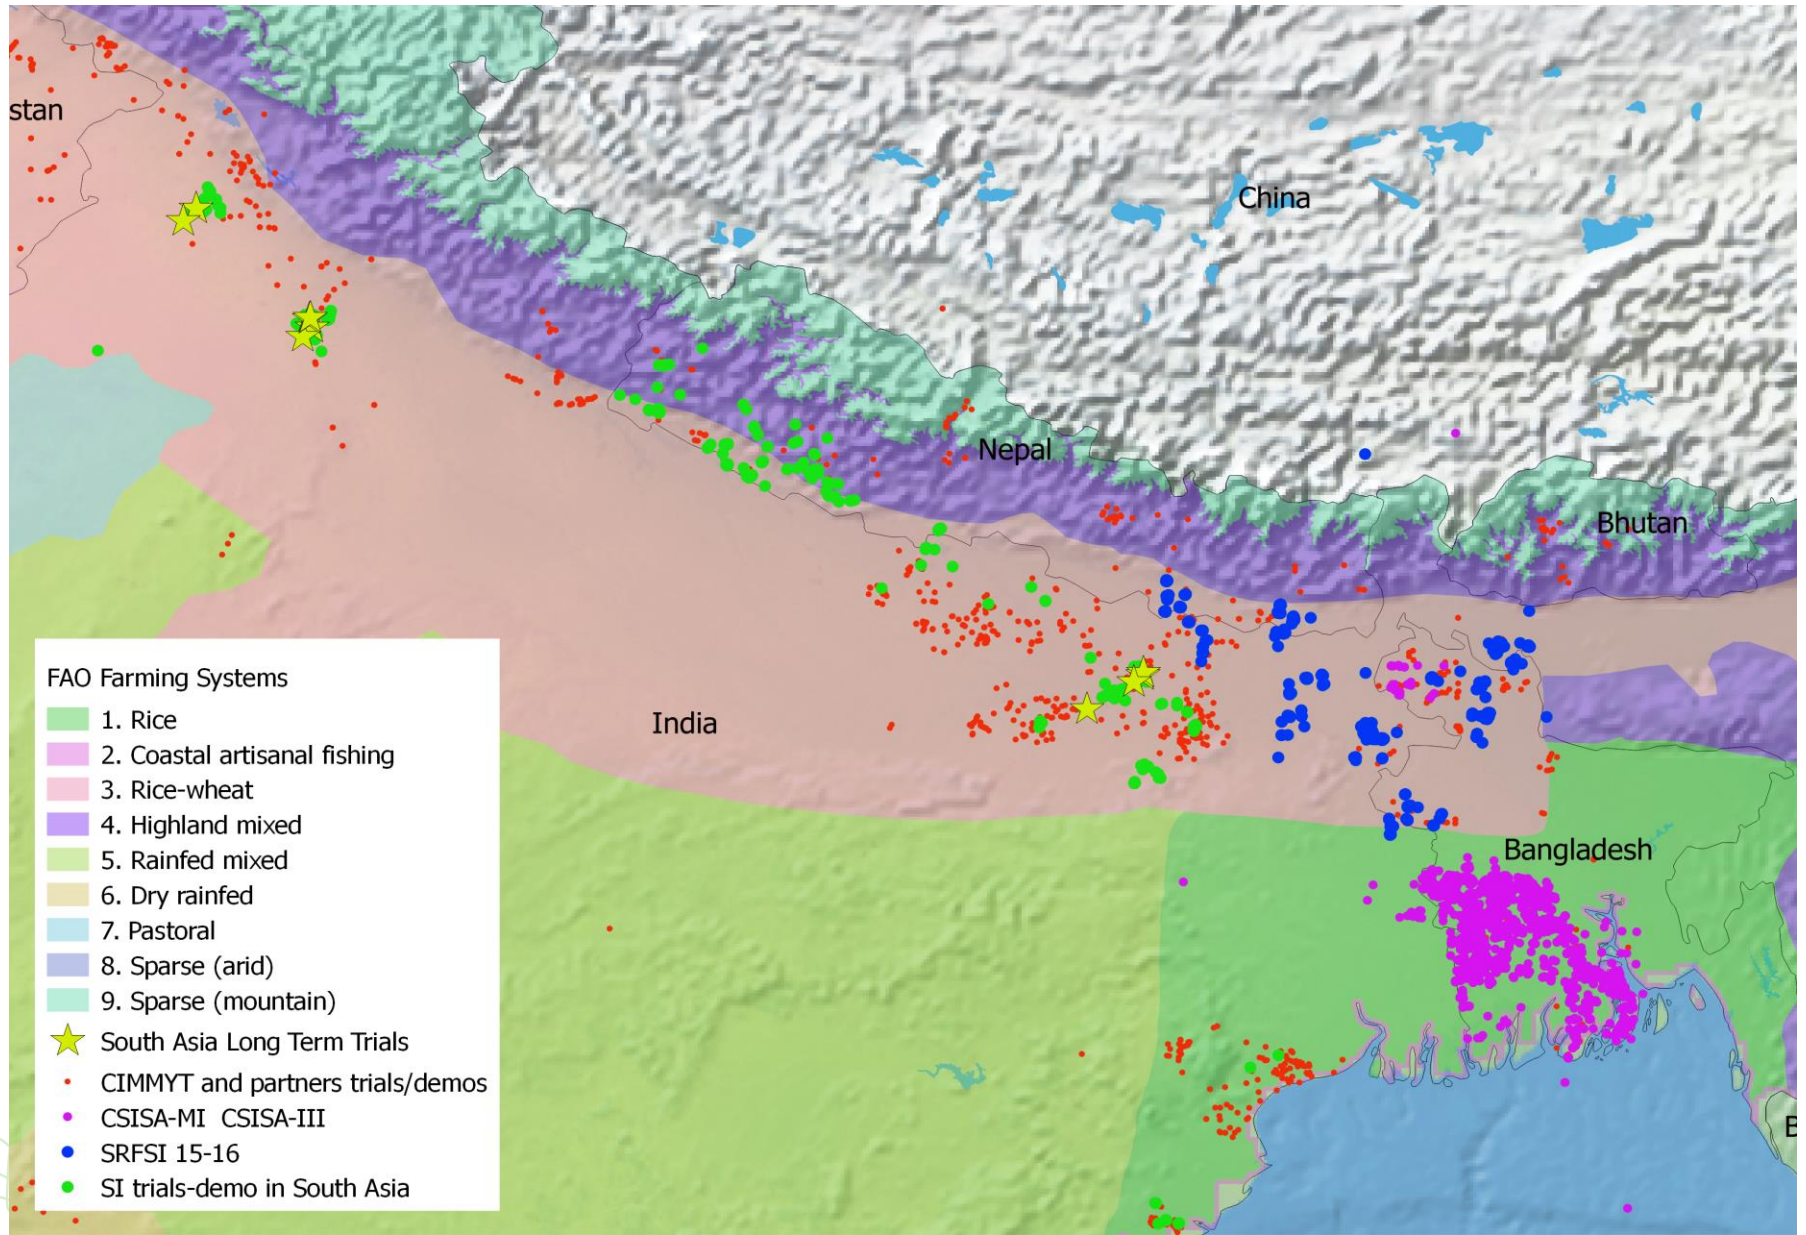 stan
China
Nepal
Bhutan
India
Bangladesh
B
FAO Farming Systems
1. Rice
2. Coastal artisanal fishing
3. Rice-wheat
4. Highland mixed
5. Rainfed mixed
6. Dry rainfed
7. Pastoral
8. Sparse (arid)
9. Sparse (mountain)
South Asia Long Term Trials
CIMMYT and partners trials/demos
CSISA-MI CSISA-III
SRFSI 15-16
SI trials-demo in South Asia